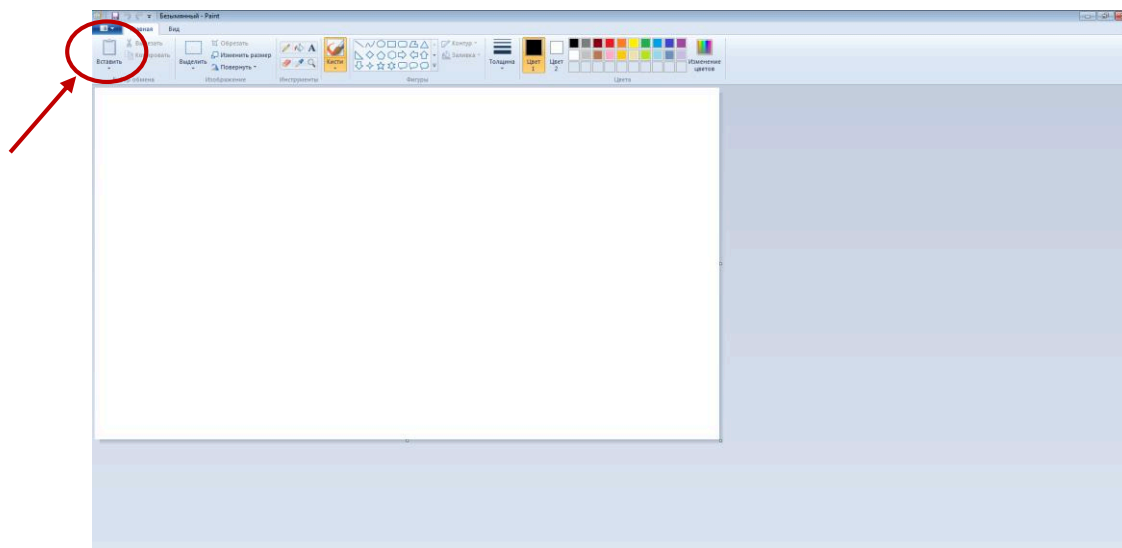 Безымянный - Paint
Вид
Вставить
Копировать
Выделить
Обрезать
Изменить размер
Повернуть
Изображение
A
Инструменты
Кисти
Контур
Заливка
Фигуры
Толщина
Цвет
1
Цвет
2
Изменение
цветов
Цвета